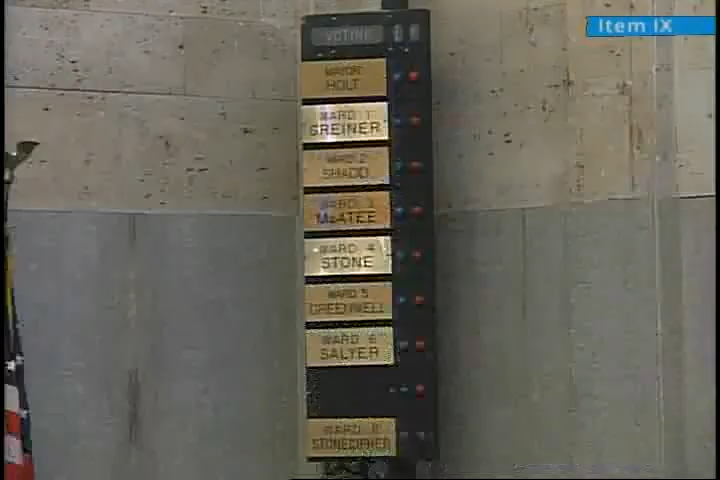 Item IX
VOTING
MAYOR
HOLT
WARD 1
GREINER
WARD 2
SHADD
WARD 3
McATEE
WARD 4
STONE
WARD 5
GREENWELL
WARD 6
SALYER
WARD 8
STONECIPHER